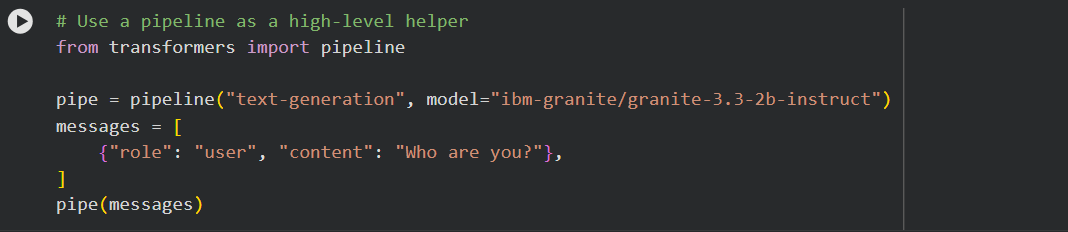 # Use a pipeline as a high-level helper
from transformers import pipeline
pipe = pipeline("text-generation", model="ibm-granite/granite-3.3-2b-instruct")
messages = [
    {"role": "user", "content": "Who are you?"},
]
pipe(messages)